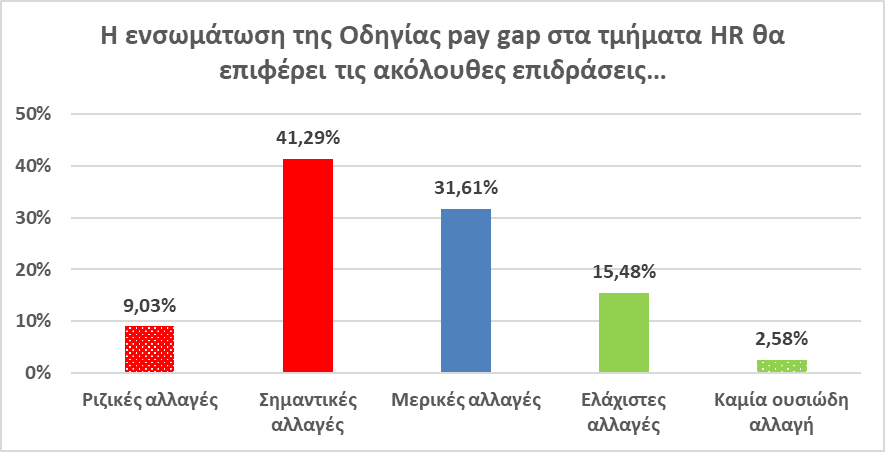 Η ενσωμάτωση της Οδηγίας pay gap στα τμήματα HR θα
επιφέρει τις ακόλουθες επιδράσεις...
50%
40%
30%
20%
10%
0%
9,03%
41,29%
31,61%
15,48%
2,58%
Ριζικές αλλαγές
Σημαντικές
αλλαγές
Μερικές αλλαγές
Ελάχιστες
αλλαγές
Καμία ουσιώδη
αλλαγή